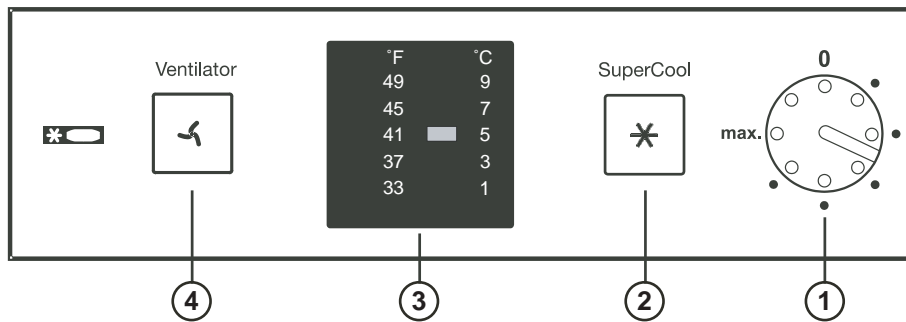 Ventilator
°F °C
49 9
45 7
41 5
37 3
33 1
SuperCool
0
max.
4
3
2
1